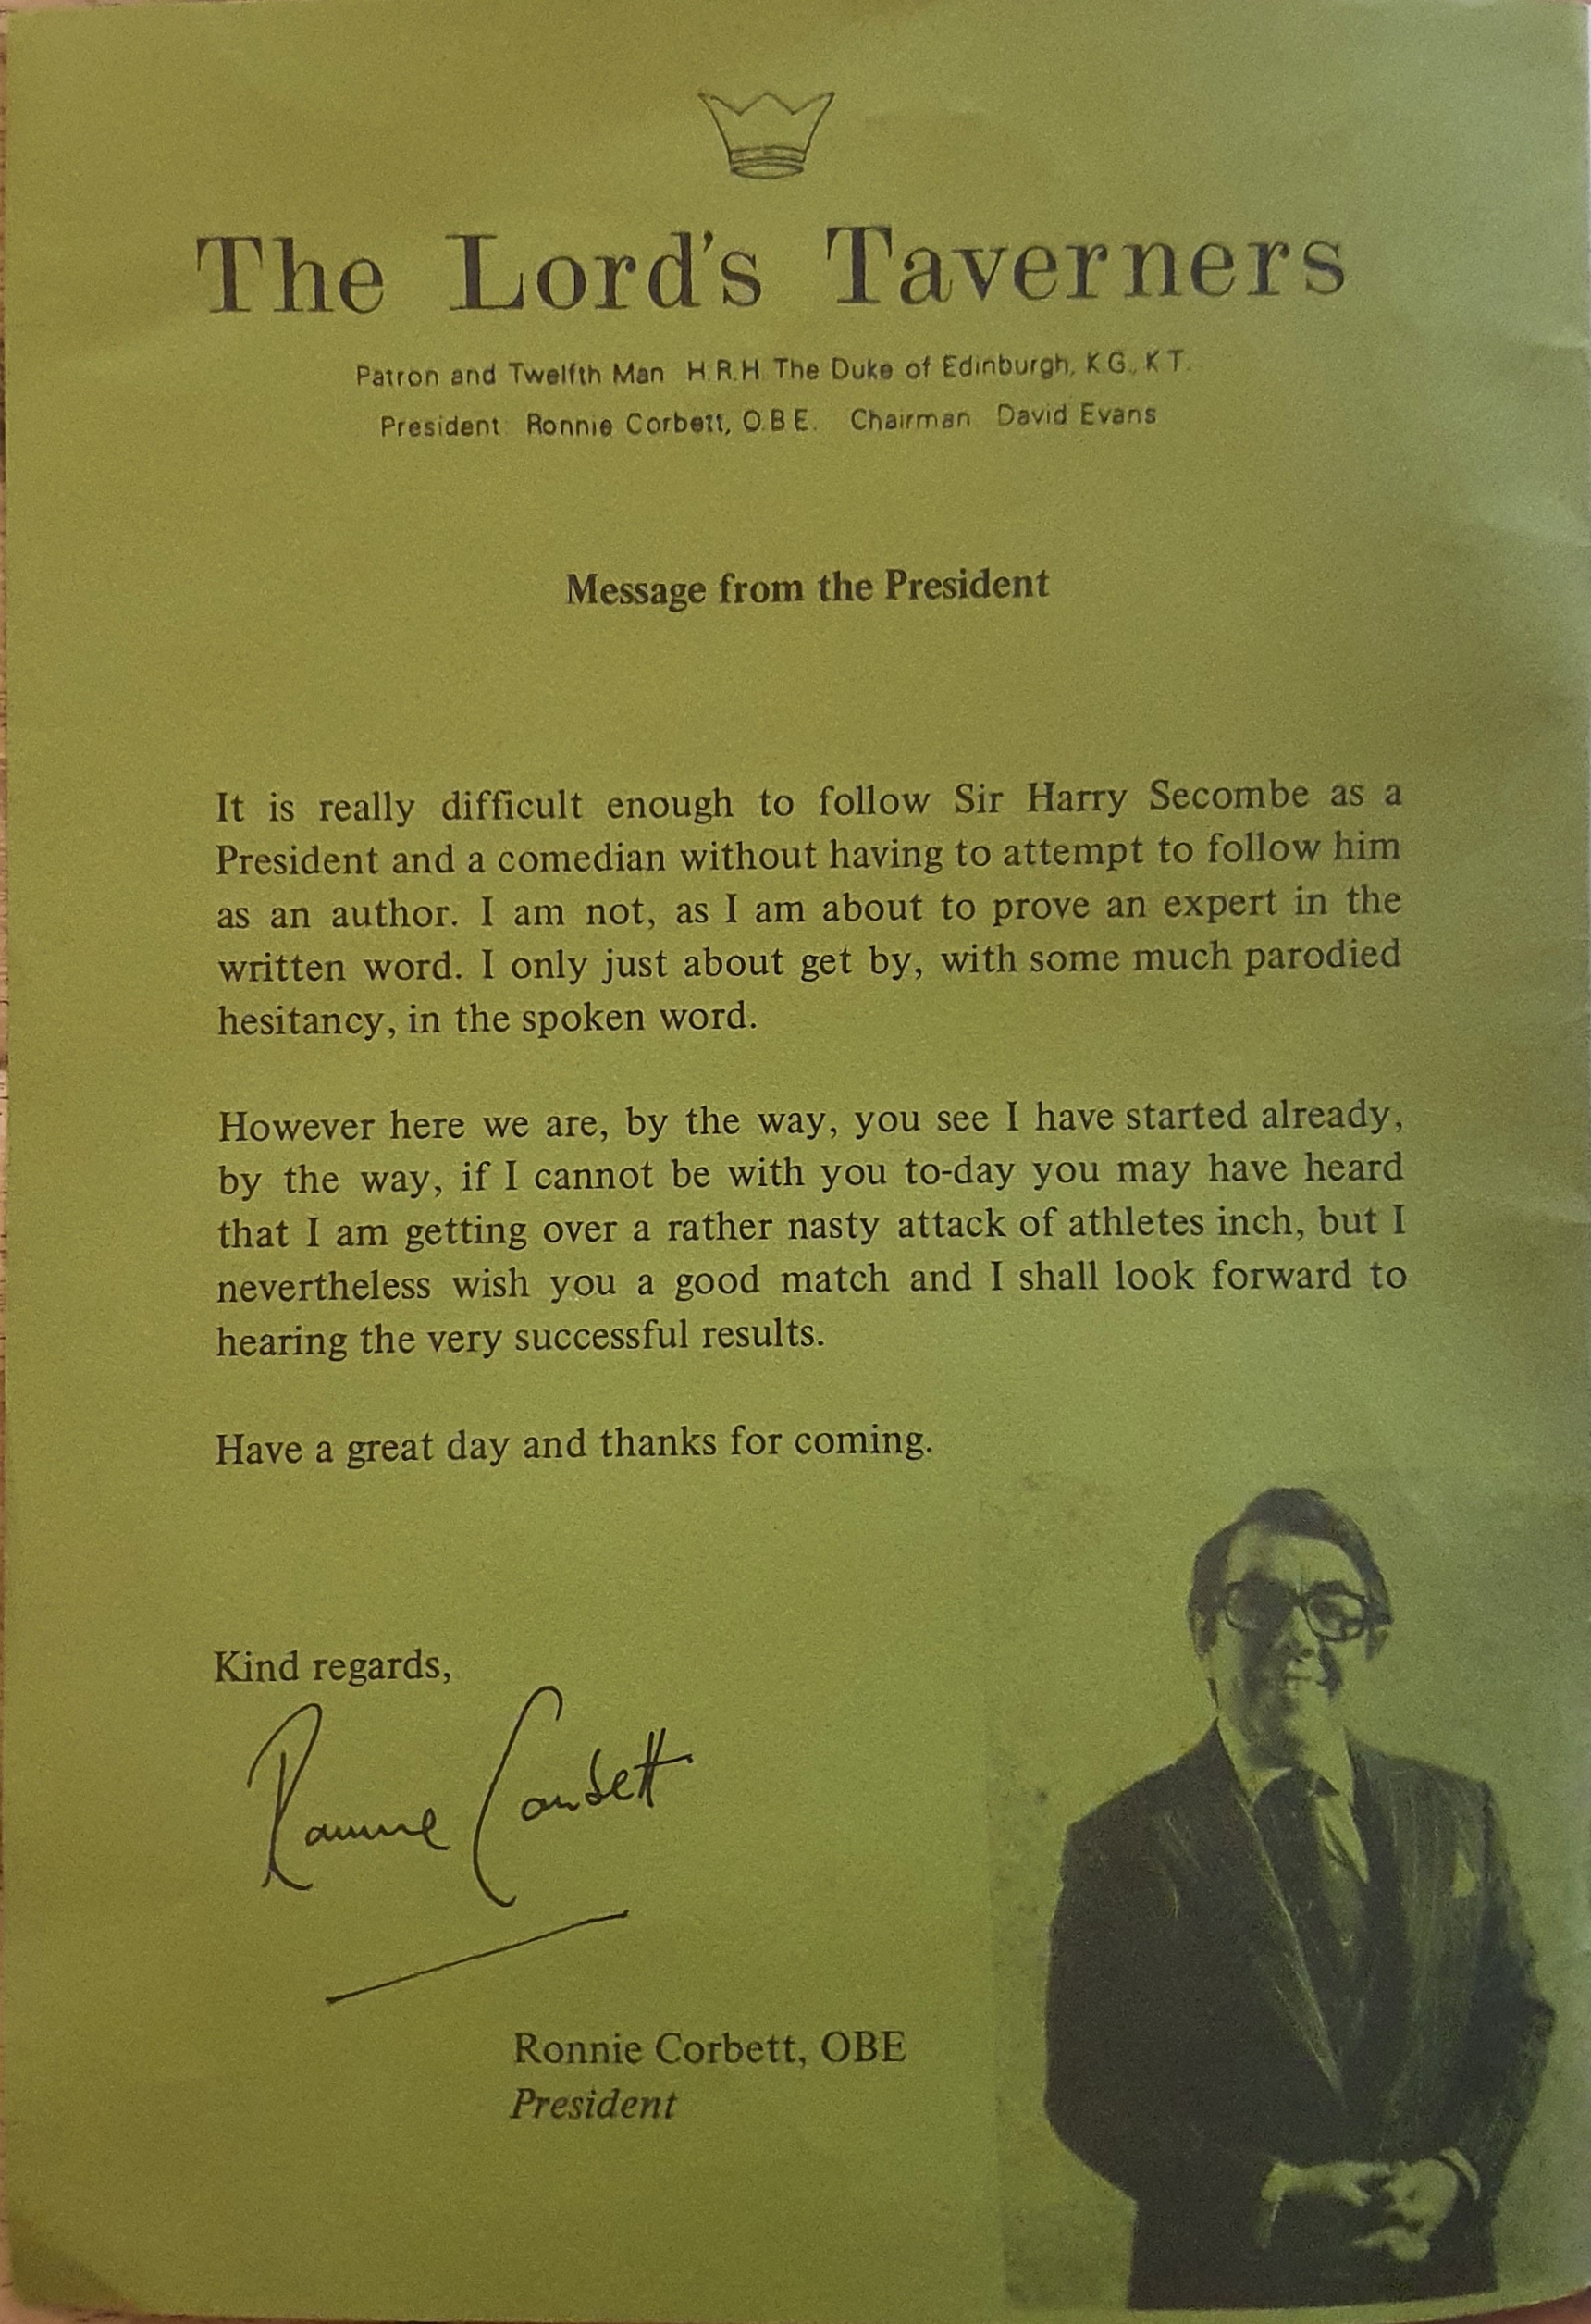 The Lord's Taverners
Patron and Twelfth Man H.R.H. The Duke of Edinburgh, K.G., K.T.
President: Ronnie Corbett, O.B.E. Chairman David Evans
Message from the President
It is really difficult enough to follow Sir Harry Secombe as a
President and a comedian without having to attempt to follow him
as an author. I am not, as I am about to prove an expert in the
written word. I only just about get by, with some much parodied
hesitancy, in the spoken word.
However here we are, by the way, you see I have started already,
by the way, if I cannot be with you to-day you may have heard
that I am getting over a rather nasty attack of athletes inch, but I
nevertheless wish you a good match and I shall look forward to
hearing the very successful results.
Have a great day and thanks for coming.
Kind regards,
Ronnie Corbett
Ronnie Corbett, OBE
President